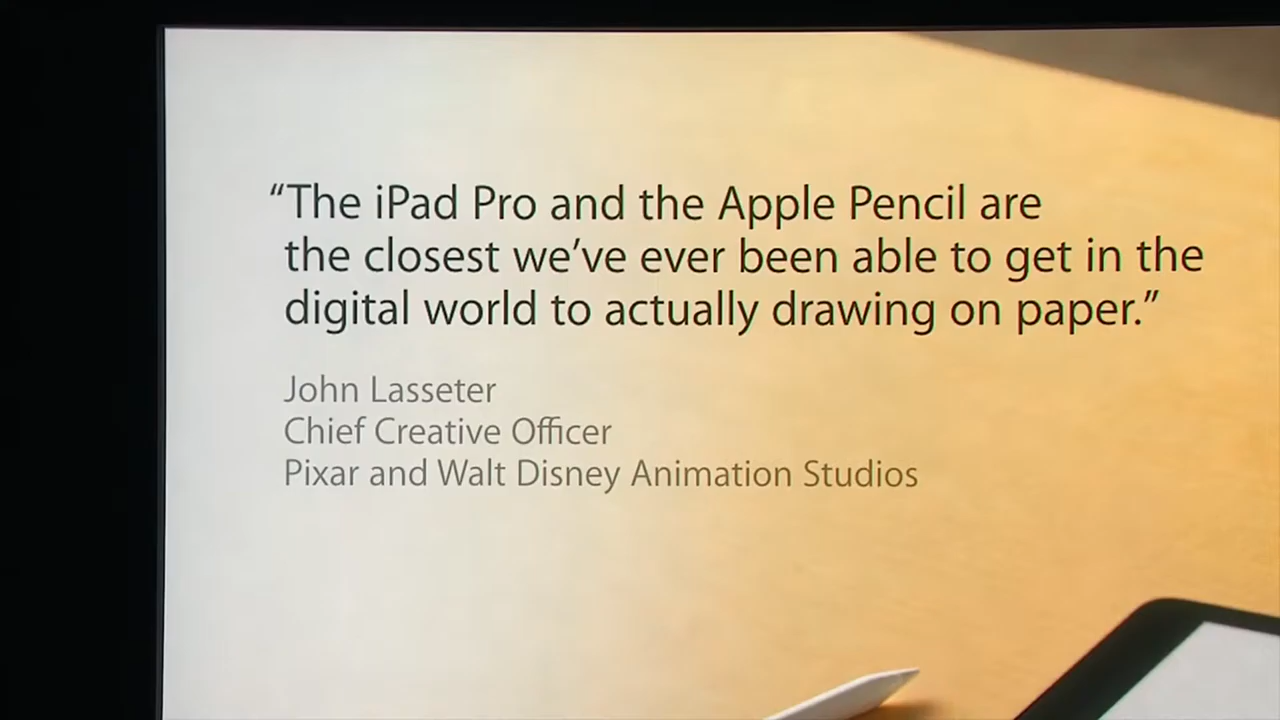 “The iPad Pro and the Apple Pencil are
the closest we’ve ever been able to get in the
digital world to actually drawing on paper.”
John Lasseter
Chief Creative Officer
Pixar and Walt Disney Animation Studios